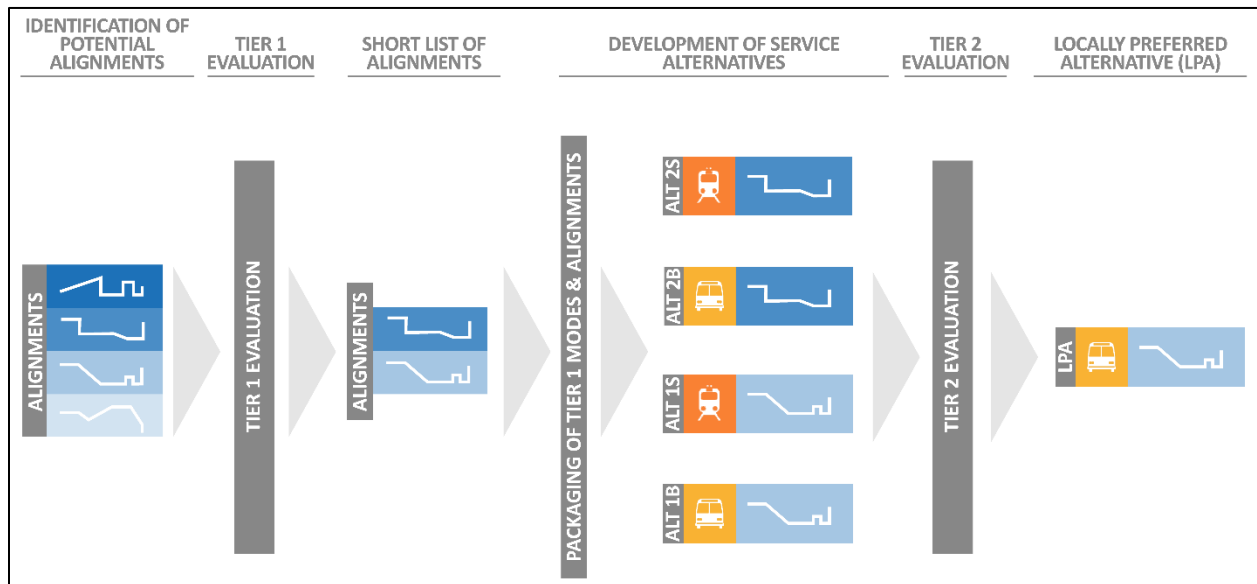 IDENTIFICATION OF
POTENTIAL
ALIGNMENTS
TIER 1
EVALUATION
SHORT LIST OF
ALIGNMENTS
DEVELOPMENT OF SERVICE
ALTERNATIVES
TIER 2
EVALUATION
LOCALLY PREFERRED
ALTERNATIVE (LPA)
ALIGNMENTS
TIER 1 EVALUATION
ALIGNMENTS
PACKAGING OF TIER 1 MODES & ALIGNMENTS
ALT 2S
ALT 2B
ALT 1S
ALT 1B
TIER 2 EVALUATION
LPA